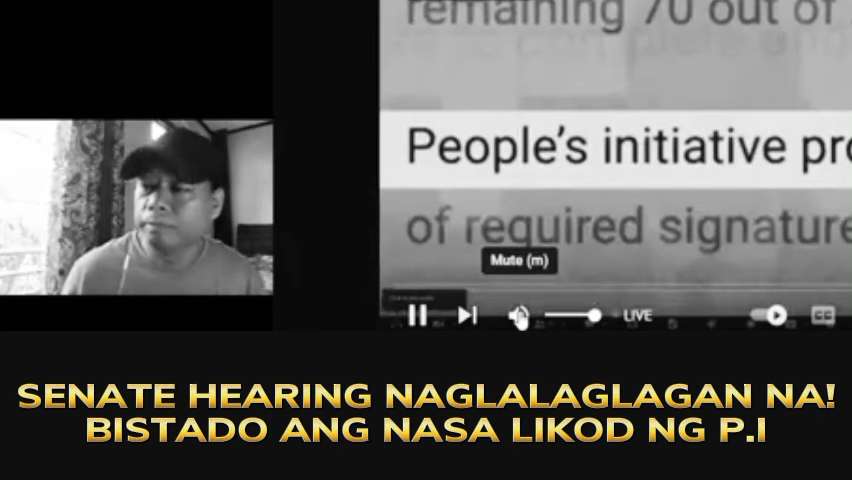 remaining 70 out of
People's initiative pro
of required signature
Mute (m)
LIVE
CC
SENATE HEARING NAGLALAGLAGAN NA!
BISTADO ANG NASA LIKOD NG P.I